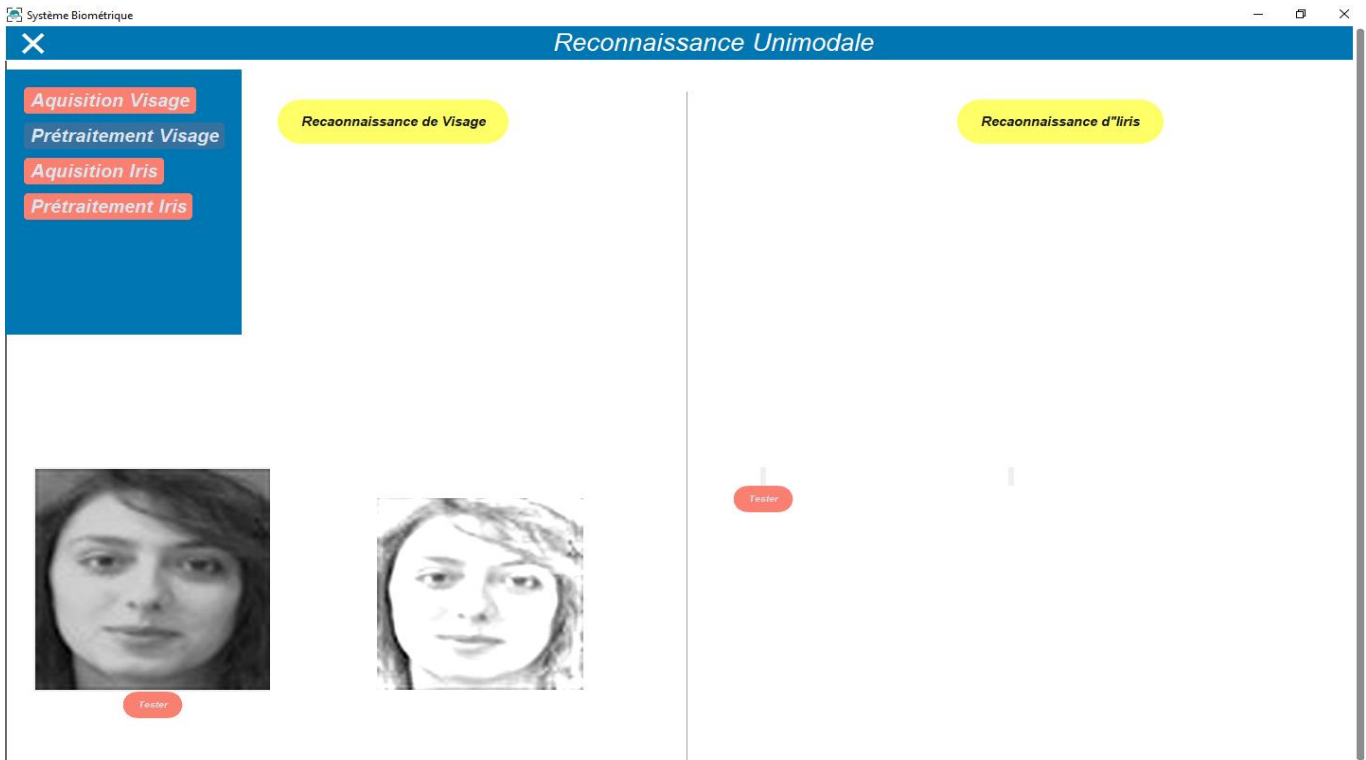 Système Biométrique
Reconnaissance Unimodale
Aquisition Visage
Prétraitement Visage
Aquisition Iris
Prétraitement Iris
Recaonnaissance de Visage
Recaonnaissance d"Iiris
Tester
Tester